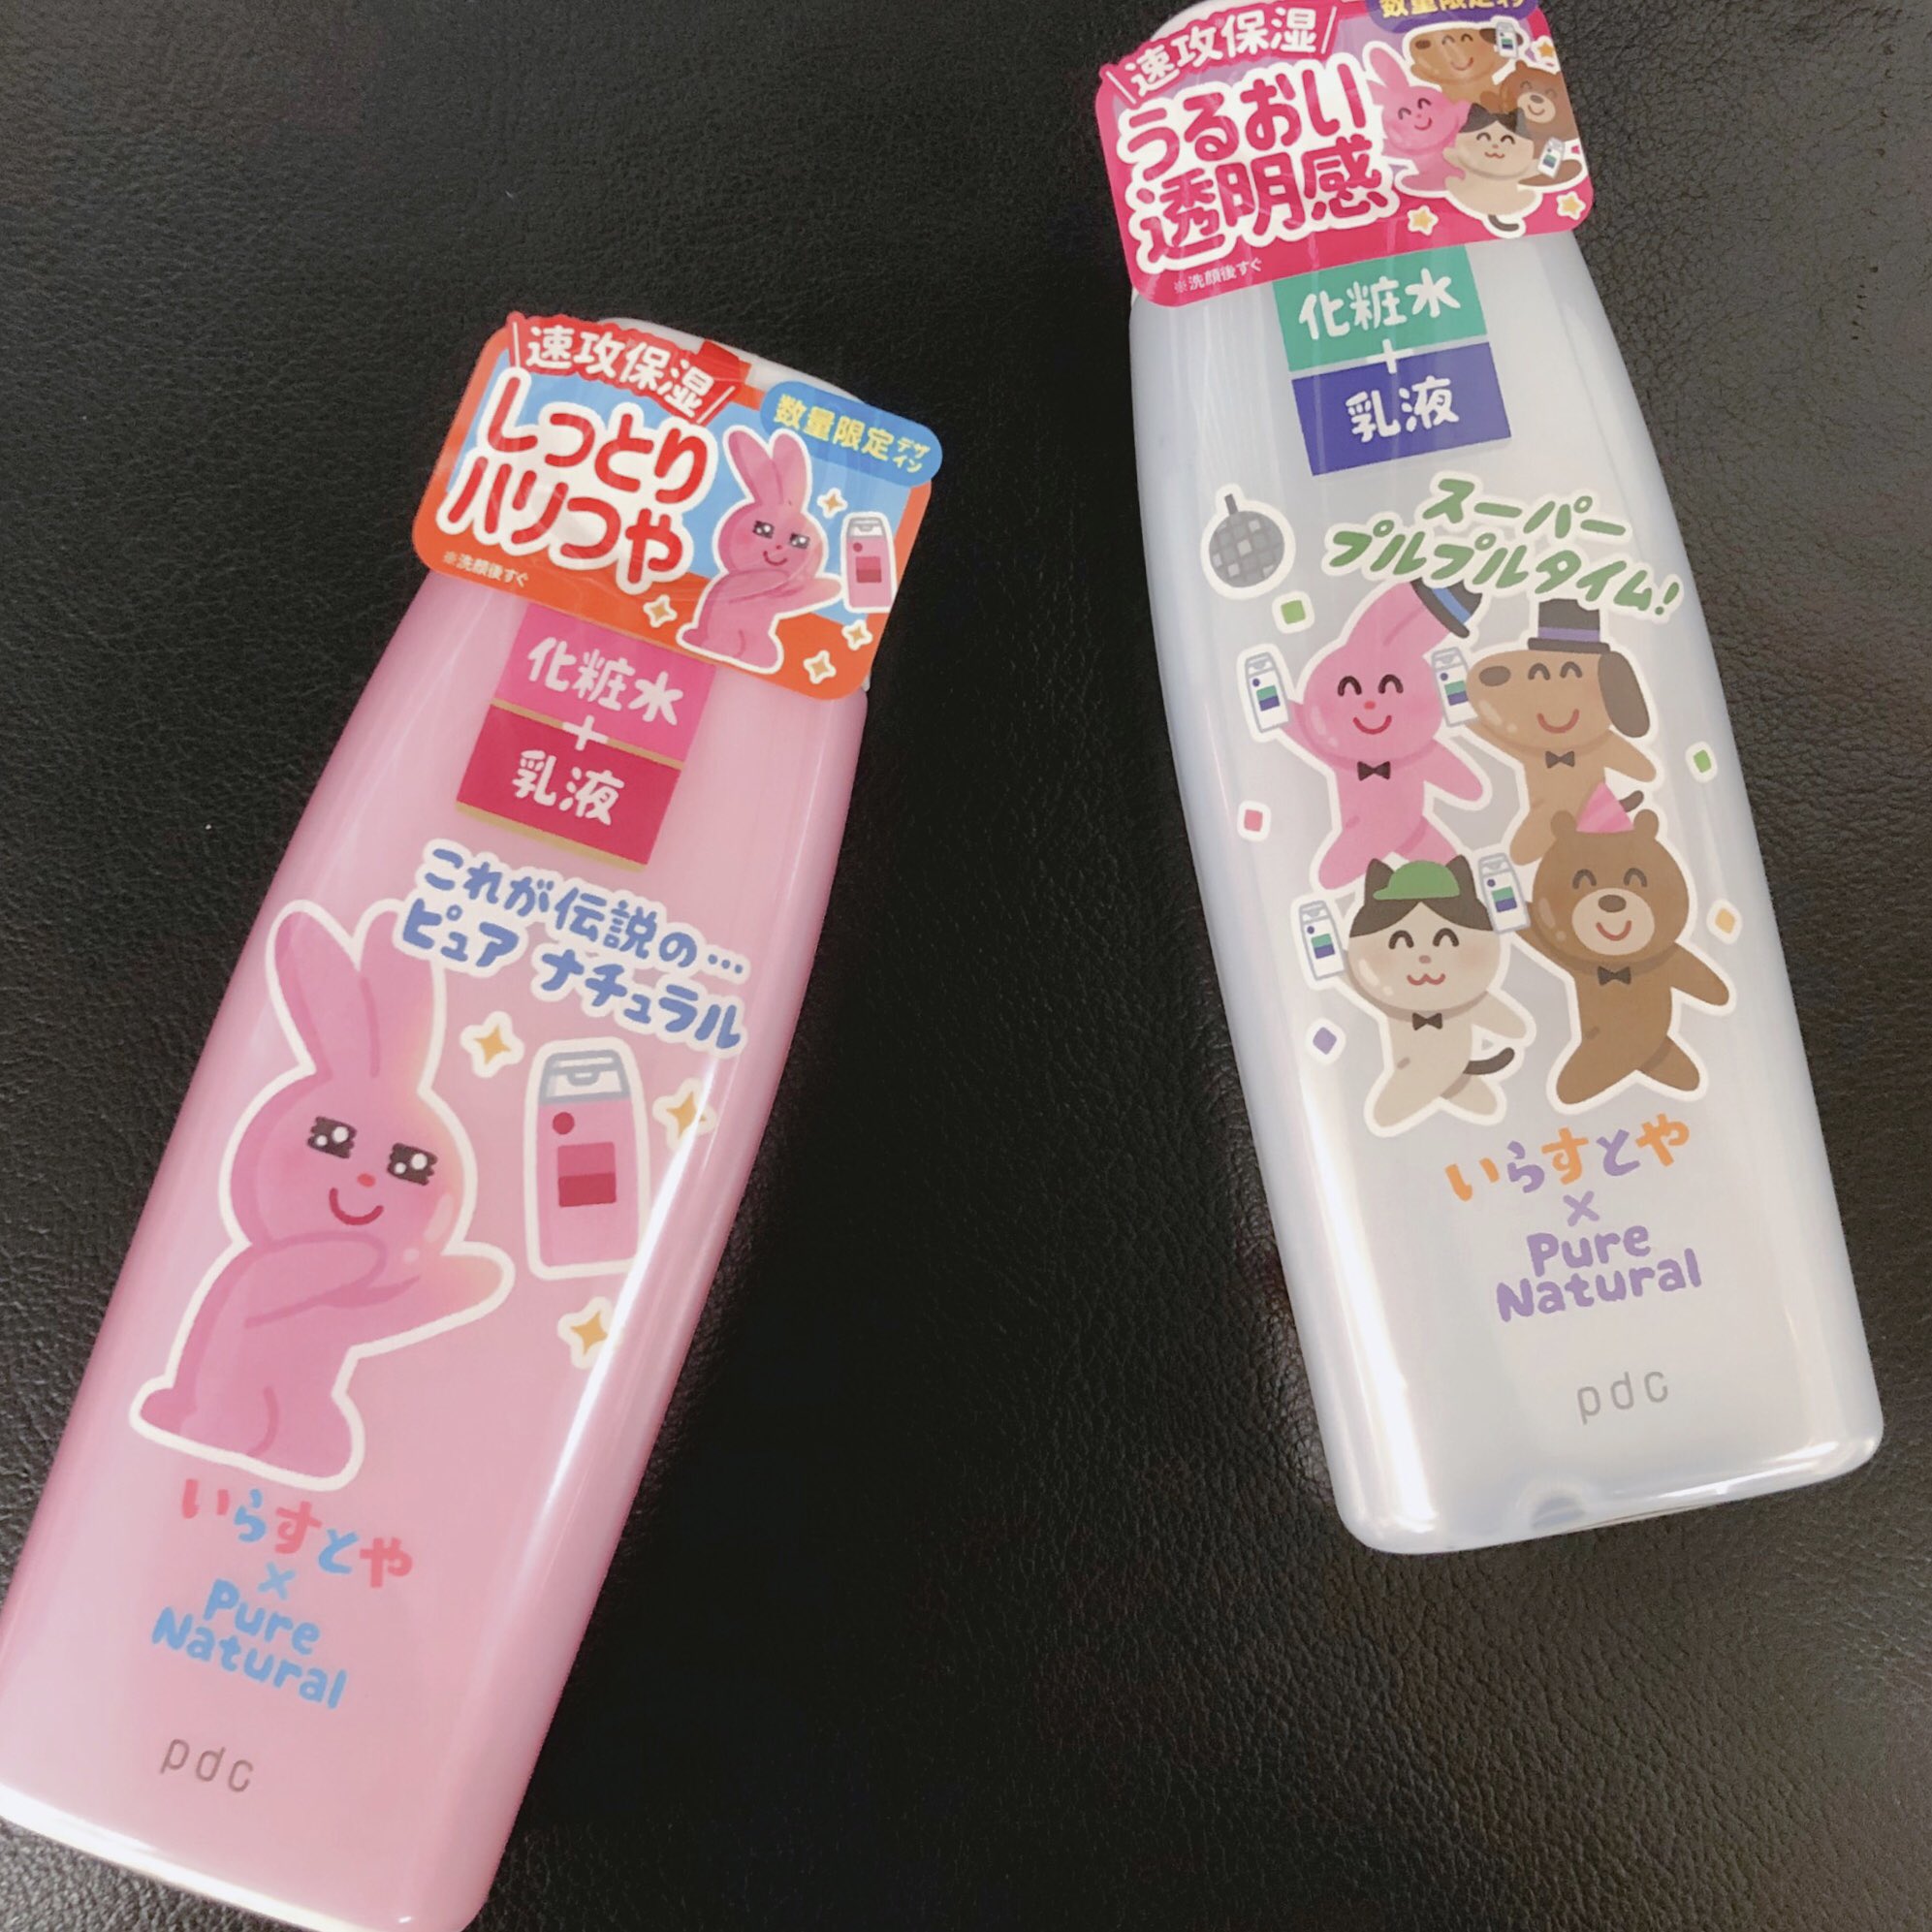 速攻保湿
数量限定デザイン
しっとり
ハリつや
※洗顔後すぐ
化粧水
+
乳液
これが伝説の…
ピュア ナチュラル
いらすとや
×
Pure
Natural
pdc
数量限定デザイン
速攻保湿
うるおい
透明感
※洗顔後すぐ
化粧水
+
乳液
スーパー
プルプルタイム!
いらすとや
×
Pure
Natural
pdc